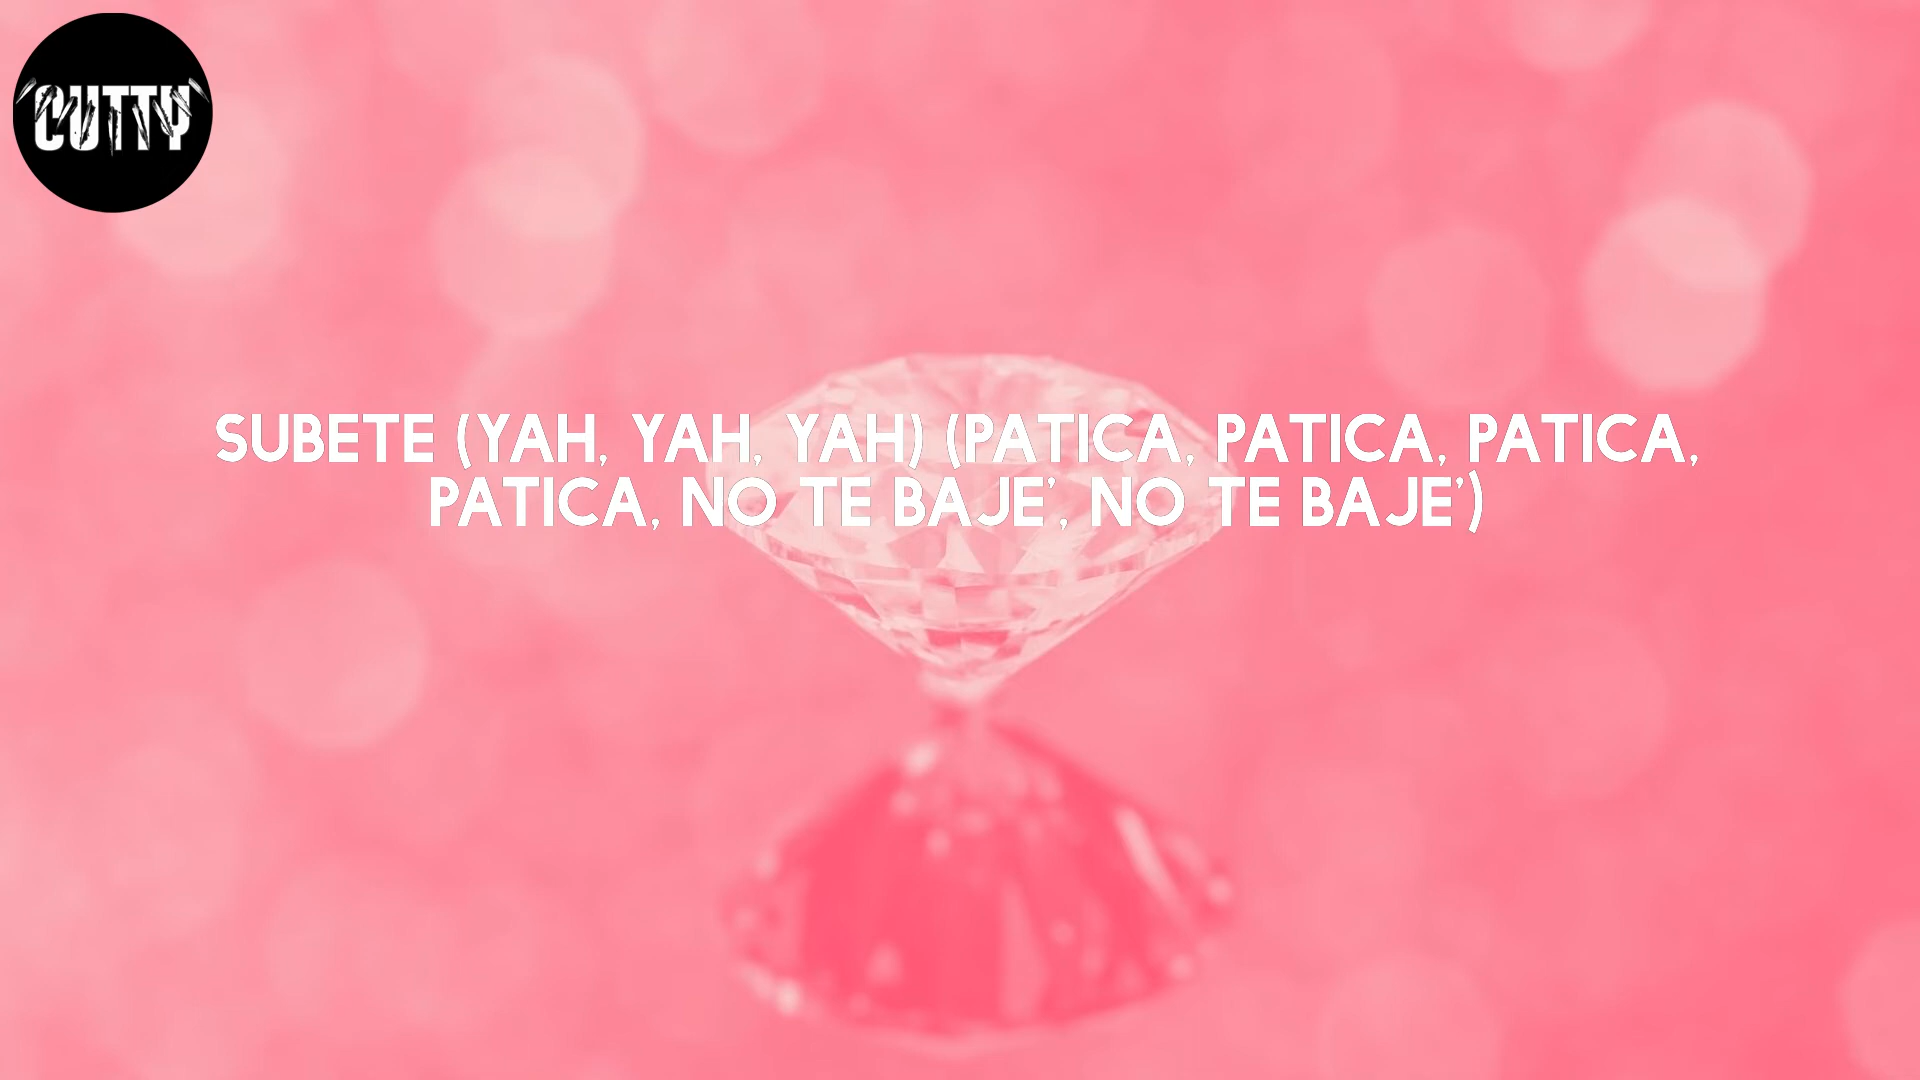 CUTTY
SUBETE (YAH, YAH, YAH) (PATICA, PATICA, PATICA,
PATICA, NO TE BAJE’, NO TE BAJE’)